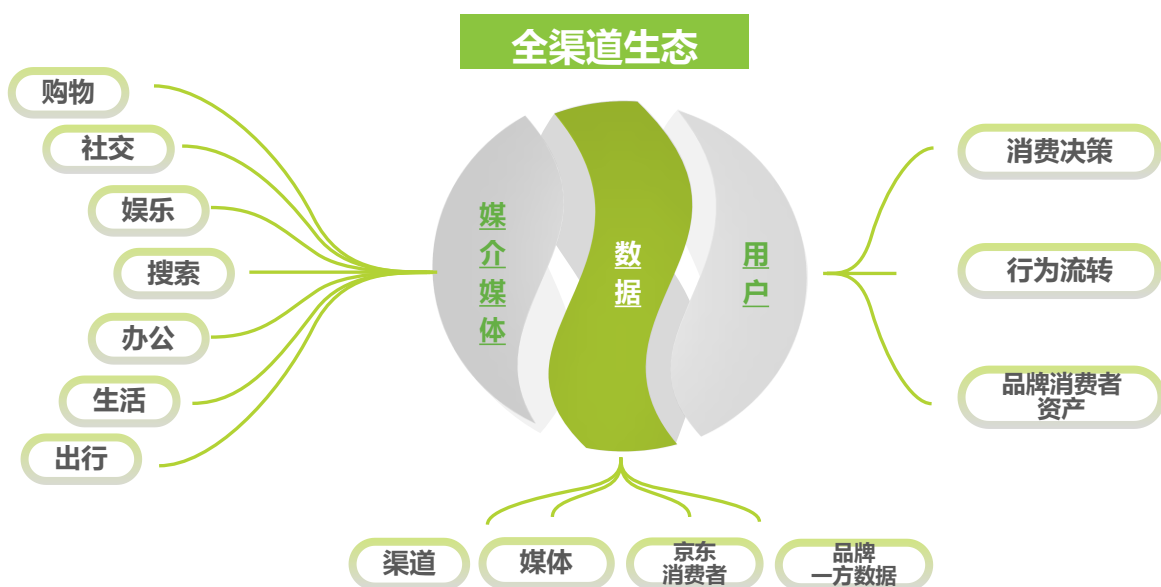 全渠道生态
购物
社交
娱乐
搜索
办公
生活
出行
媒
介
媒
体
数
据
用
户
消费决策
行为流转
品牌消费者
资产
渠道
媒体
京东
消费者
品牌
一方数据